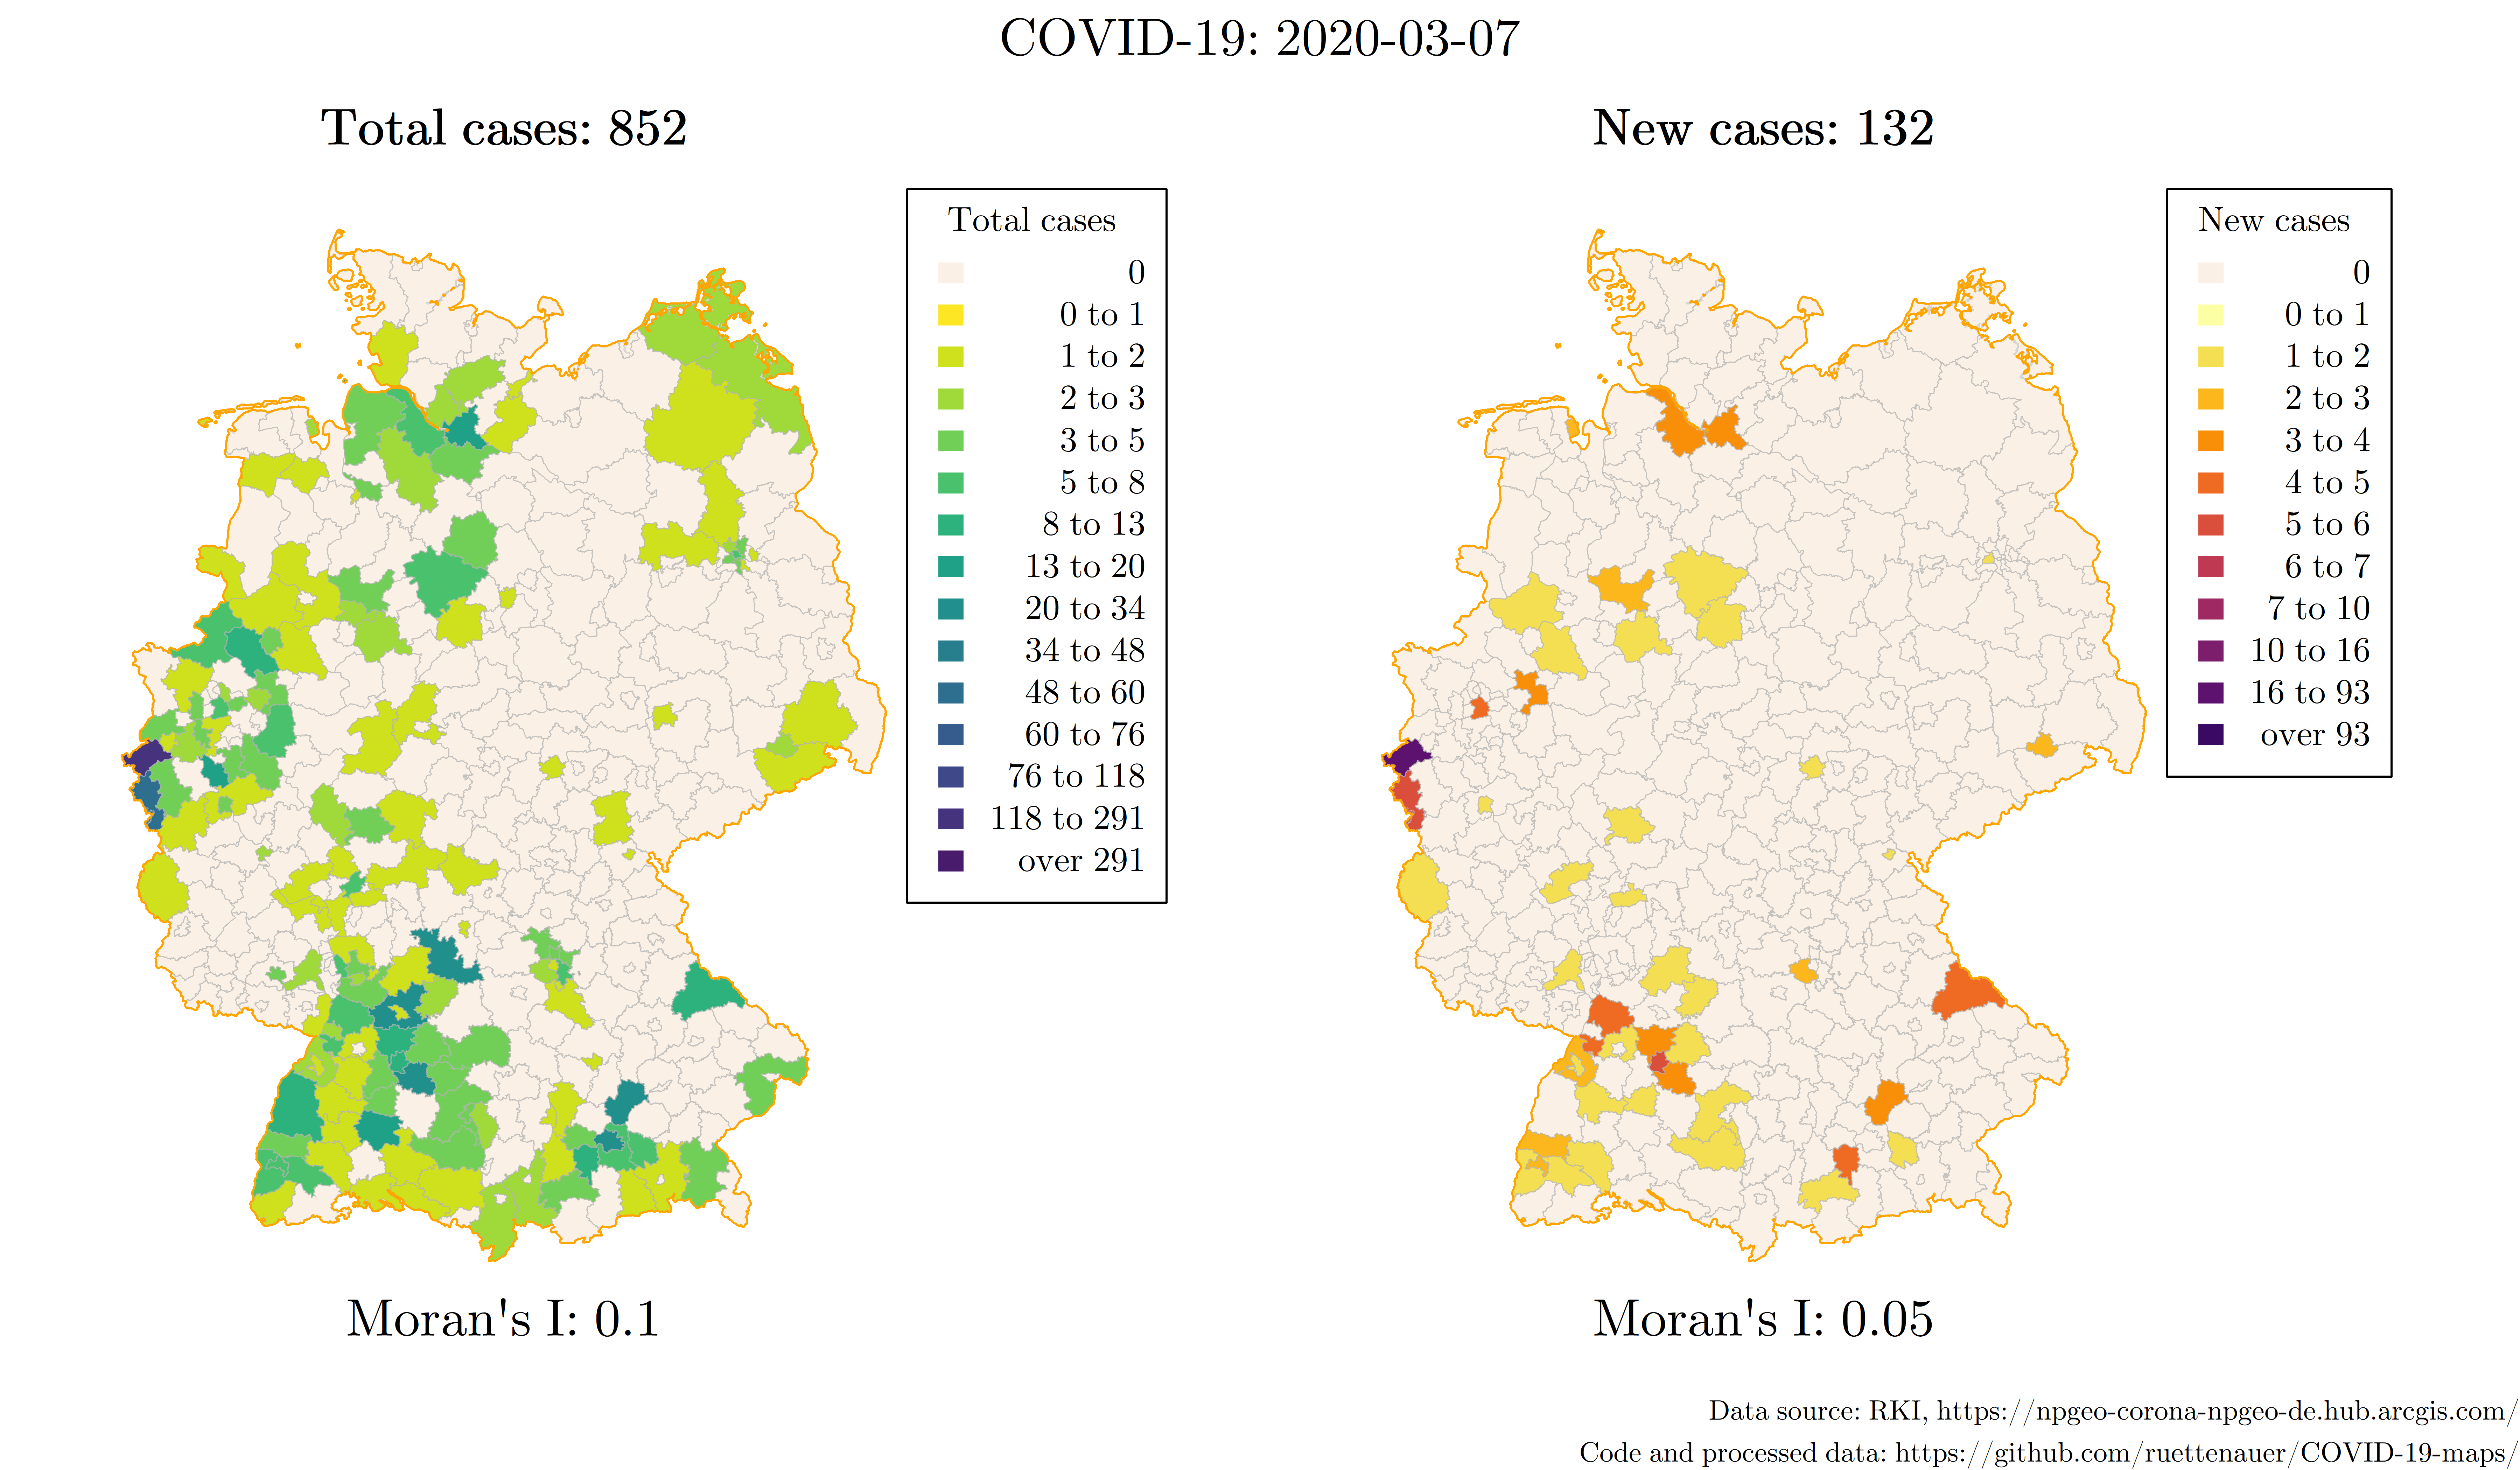 COVID-19: 2020-03-07
Total cases: 852
Total cases
0
0 to 1
1 to 2
2 to 3
3 to 5
5 to 8
8 to 13
13 to 20
20 to 34
34 to 48
48 to 60
60 to 76
76 to 118
118 to 291
over 291
Moran's I: 0.1
New cases: 132
New cases
0
0 to 1
1 to 2
2 to 3
3 to 4
4 to 5
5 to 6
6 to 7
7 to 10
10 to 16
16 to 93
over 93
Moran's I: 0.05
Data source: RKI, https://npgeo-corona-npgeo-de.hub.arcgis.com/
Code and processed data: https://github.com/ruettenauer/COVID-19-maps/